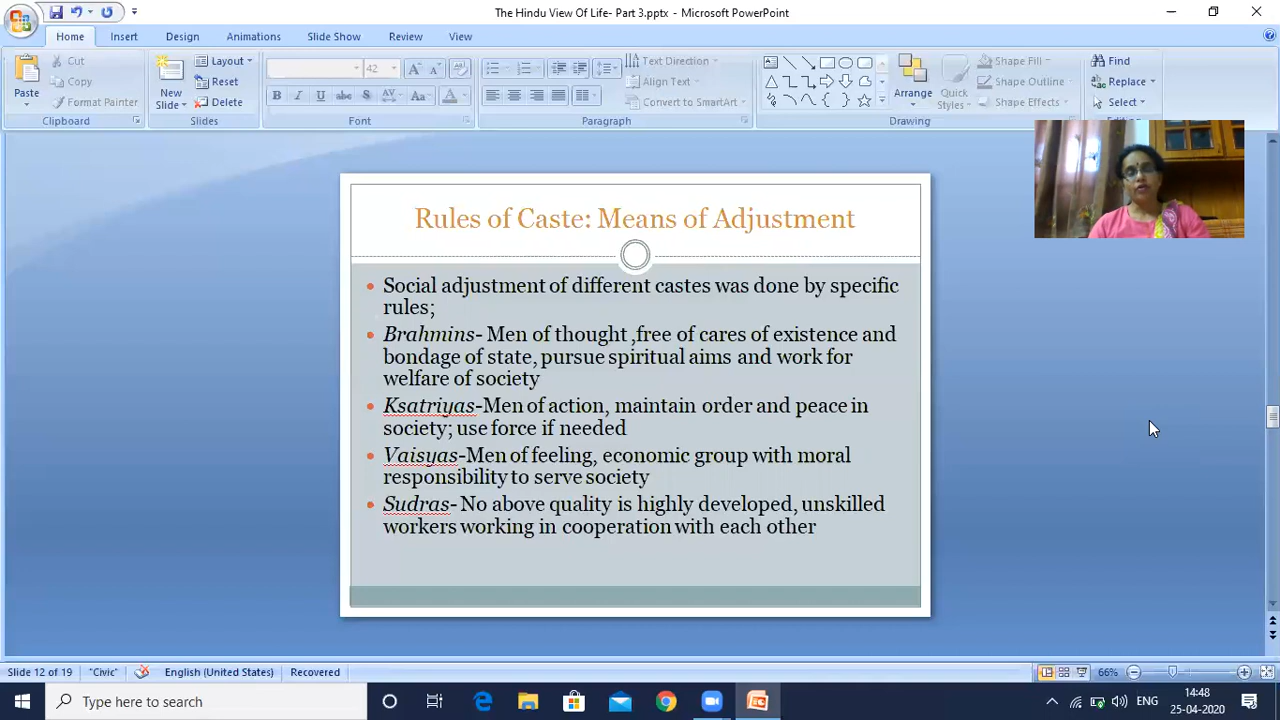 The Hindu View Of Life- Part 3.pptx - Microsoft PowerPoint
Home Insert Design Animations Slide Show Review View
Cut
Copy
Format Painter
Paste
Clipboard
New Slide
Layout
Reset
Delete
Slides
42
B I U abc S AV Aa A
Font
Text Direction
Align Text
Convert to SmartArt
Paragraph
Arrange
Quick Styles
Shape Fill
Shape Outline
Shape Effects
Drawing
Find
Replace
Select
Rules of Caste: Means of Adjustment
Social adjustment of different castes was done by specific
rules;
Brahmins- Men of thought ,free of cares of existence and
bondage of state, pursue spiritual aims and work for
welfare of society
Ksatriyas-Men of action, maintain order and peace in
society; use force if needed
Vaisyas-Men of feeling, economic group with moral
responsibility to serve society
Sudras- No above quality is highly developed, unskilled
workers working in cooperation with each other
Slide 12 of 19 "Civic" English (United States) Recovered 66%
Type here to search
ENG
14:48
25-04-2020